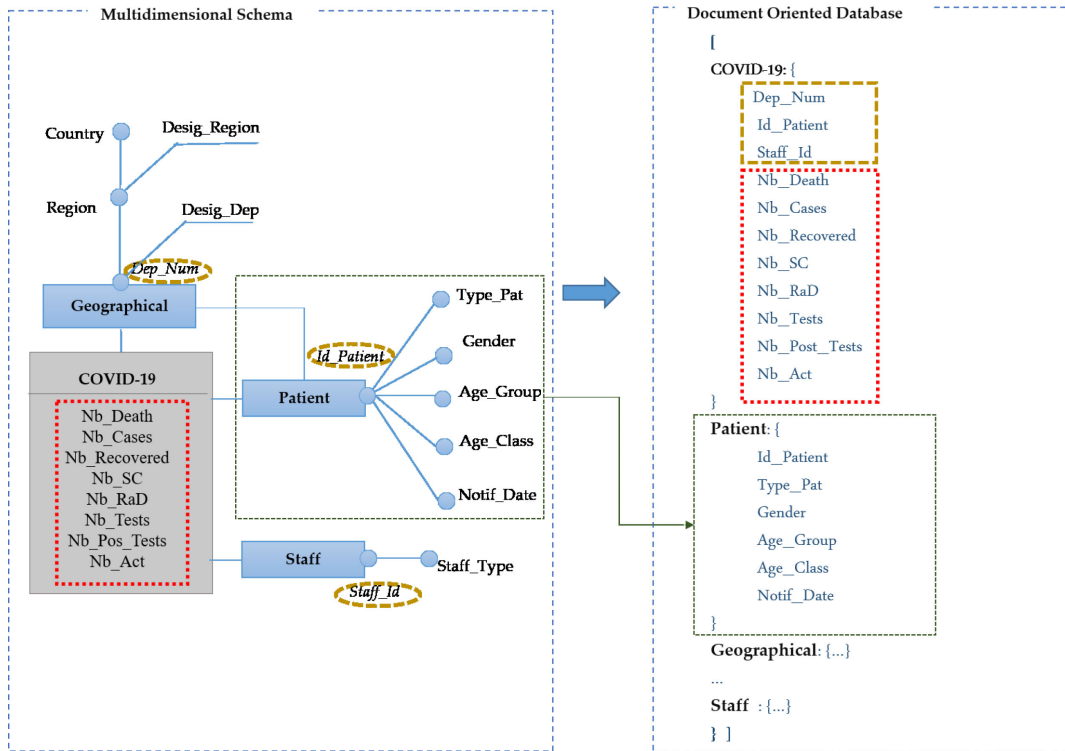 Multidimensional Schema
Country
Desig_Region
Region
Desig_Dep
Dep_Num
Geographical
COVID-19
Nb_Death
Nb_Cases
Nb_Recovered
Nb_SC
Nb_RaD
Nb_Tests
Nb_Pos_Tests
Nb_Act
Id_Patient
Patient
Type_Pat
Gender
Age_Group
Age_Class
Notif_Date
Staff
Staff_Id
Staff_Type
Document Oriented Database
[
COVID-19: {
Dep_Num
Id_Patient
Staff_Id
Nb_Death
Nb_Cases
Nb_Recovered
Nb_SC
Nb_RaD
Nb_Tests
Nb_Post_Tests
Nb_Act
}
Patient: {
Id_Patient
Type_Pat
Gender
Age_Group
Age_Class
Notif_Date
}
Geographical: {...}
...
Staff : {...}
} ]